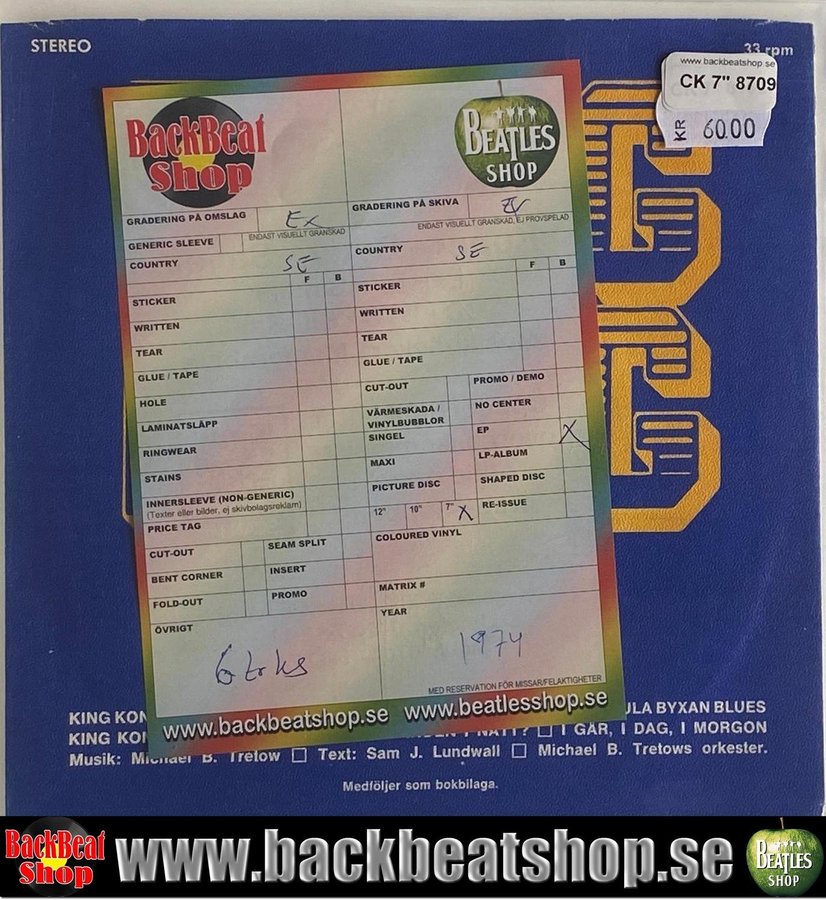 STEREO
33 rpm
www.backbeatshop.se
CK 7" 8709
KR 6000
BackBeat
Shop
BEATLES
SHOP
GRADERING PÅ OMSLAG Ex
GENERIC SLEEVE
ENDAST VISUELLT GRANSKAD
COUNTRY SE
F B
STICKER
WRITTEN
TEAR
GLUE / TAPE
HOLE
LAMINATSLÄPP
RINGWEAR
STAINS
INNERSLEEVE (NON-GENERIC)
(Texter eller bilder, ej skivbolagsreklam)
PRICE TAG
CUT-OUT SEAM SPLIT
BENT CORNER INSERT
FOLD-OUT PROMO
ÖVRIGT
6 trks
GRADERING PÅ SKIVA
ENDAST VISUELLT GRANSKAD, EJ PROVSPELAD
COUNTRY SE
F B
STICKER
WRITTEN
TEAR
GLUE / TAPE
CUT-OUT PROMO / DEMO
VÄRMESKADA /
VINYLBUBBLOR NO CENTER
SINGEL EP X
MAXI LP-ALBUM
PICTURE DISC SHAPED DISC
12" 10" 7" X RE-ISSUE
COLOURED VINYL
MATRIX #
YEAR
1974
MED RESERVATION FÖR MISSAR/FELAKTIGHETER
www.backbeatshop.se www.beatlesshop.se
KING KON ULA BYXAN BLUES
KING KO I NATT? I GÅR, I DAG, I MORGON
Musik: Michael B. Tretow Text: Sam J. Lundwall Michael B. Tretows orkester.
Medföljer som bokbilaga.
BackBeat
Shop
www.backbeatshop.se
BEATLES
SHOP